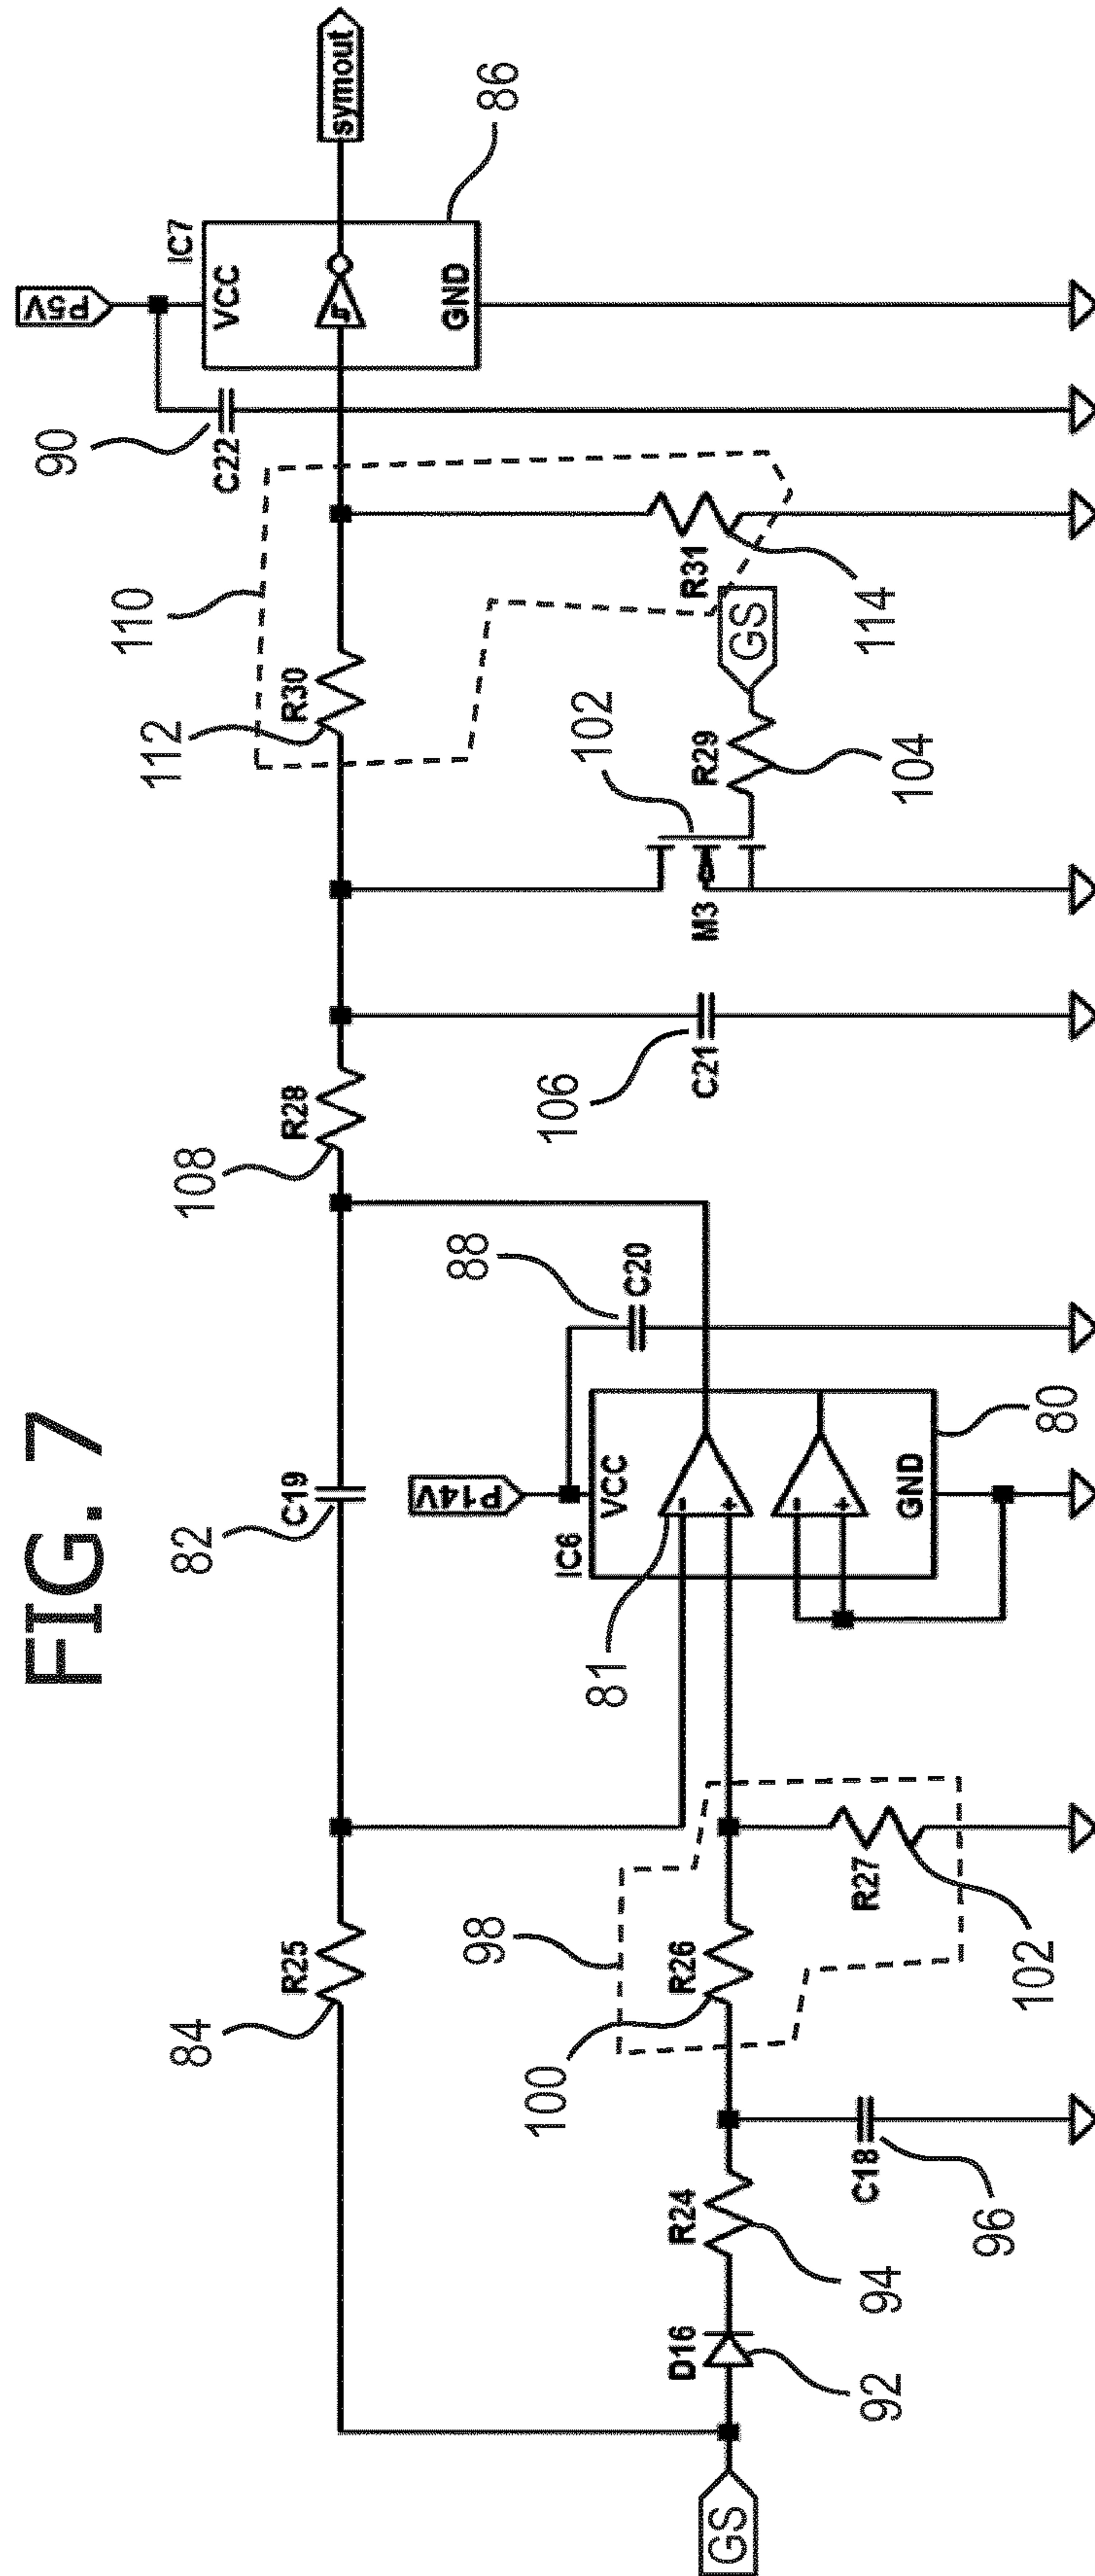 FIG. 7
P5V
IC7
VCC
GND
symout
86
90
C22
110
112
R30
R31
114
GS
R29
104
102
M3
C21
106
R28
108
88
C20
P14V
IC6
VCC
GND
80
81
C19
82
R25
84
98
R26
100
R27
102
C18
96
R24
94
D16
92
GS